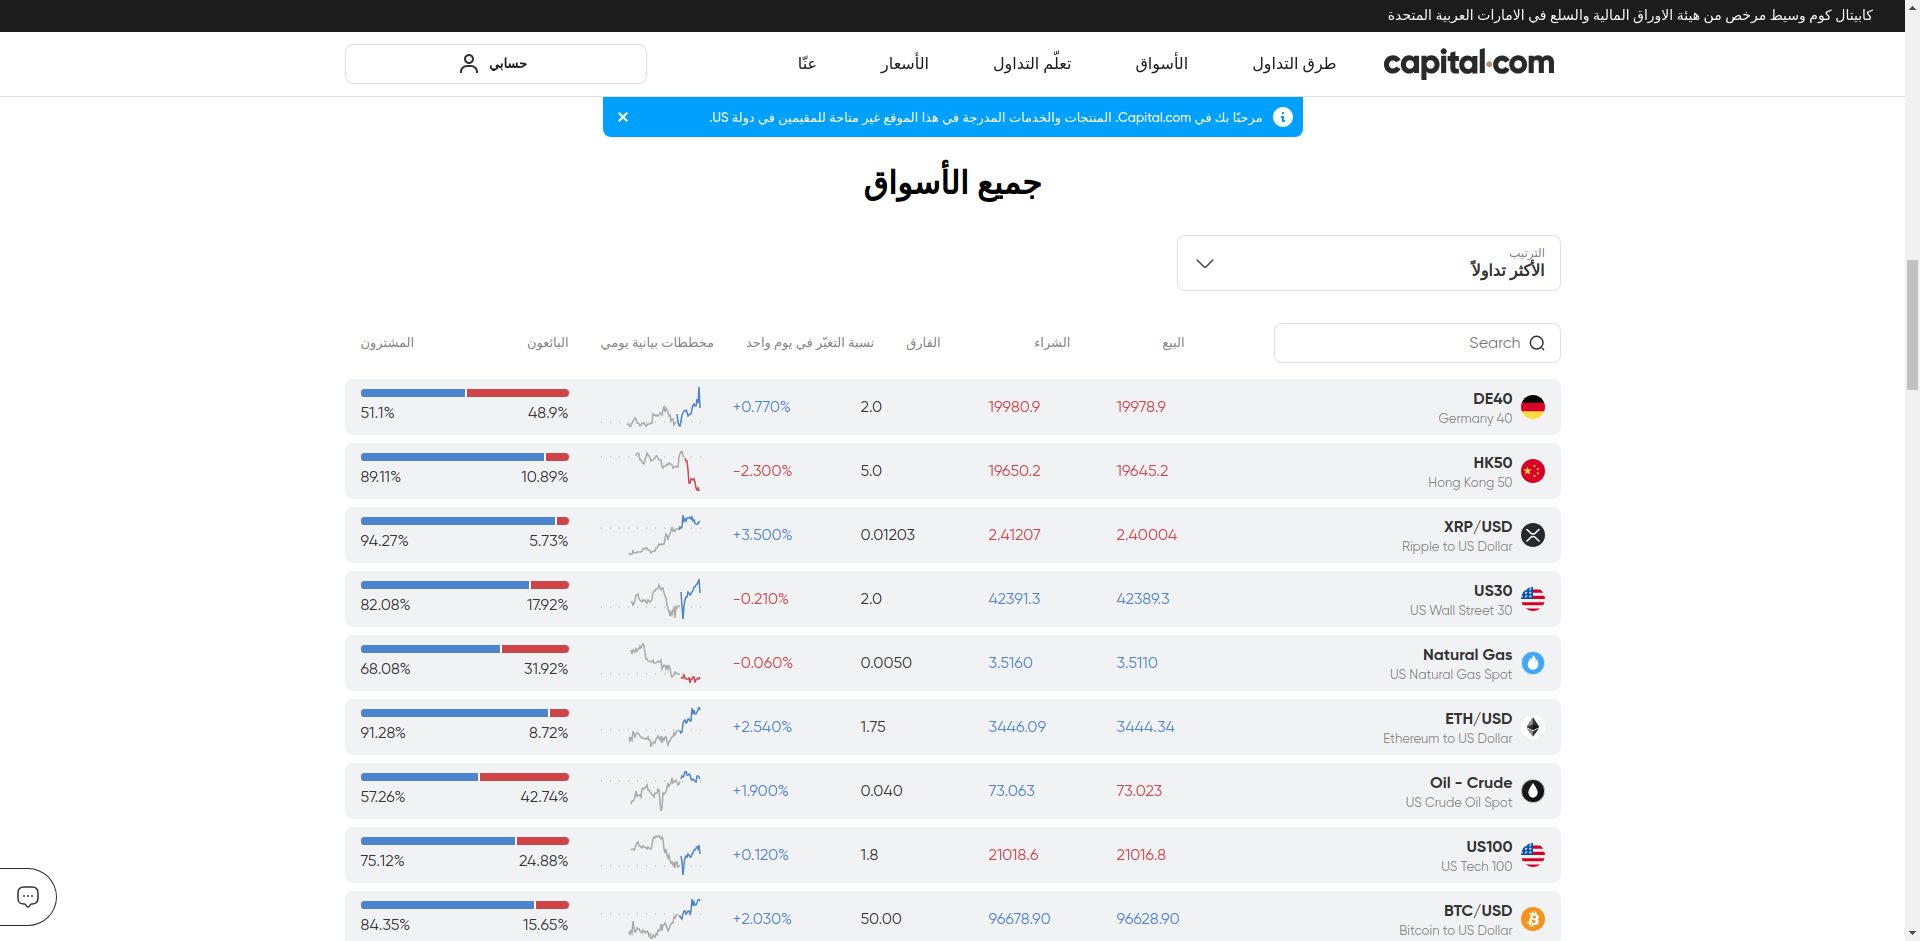 كابيتال كوم وسيط مرخص من هيئة الاوراق المالية والسلع في الامارات العربية المتحدة
capital.com
طرق التداول
الأسواق
تعلّم التداول
الأسعار
عنّا
حسابي
مرحبًا بك في Capital.com. المنتجات والخدمات المدرجة في هذا الموقع غير متاحة للمقيمين في دولة US.
جميع الأسواق
الترتيب
الأكثر تداولاً
Search
البيع
الشراء
الفارق
نسبة التغيّر في يوم واحد
مخططات بيانية يومي
البائعون
المشترون
DE40
Germany 40
19978.9
19980.9
2.0
+0.770%
48.9%
51.1%
HK50
Hong Kong 50
19645.2
19650.2
5.0
-2.300%
10.89%
89.11%
XRP/USD
Ripple to US Dollar
2.40004
2.41207
0.01203
+3.500%
5.73%
94.27%
US30
US Wall Street 30
42389.3
42391.3
2.0
-0.210%
17.92%
82.08%
Natural Gas
US Natural Gas Spot
3.5110
3.5160
0.0050
-0.060%
31.92%
68.08%
ETH/USD
Ethereum to US Dollar
3444.34
3446.09
1.75
+2.540%
8.72%
91.28%
Oil - Crude
US Crude Oil Spot
73.023
73.063
0.040
+1.900%
42.74%
57.26%
US100
US Tech 100
21016.8
21018.6
1.8
+0.120%
24.88%
75.12%
BTC/USD
Bitcoin to US Dollar
96628.90
96678.90
50.00
+2.030%
15.65%
84.35%